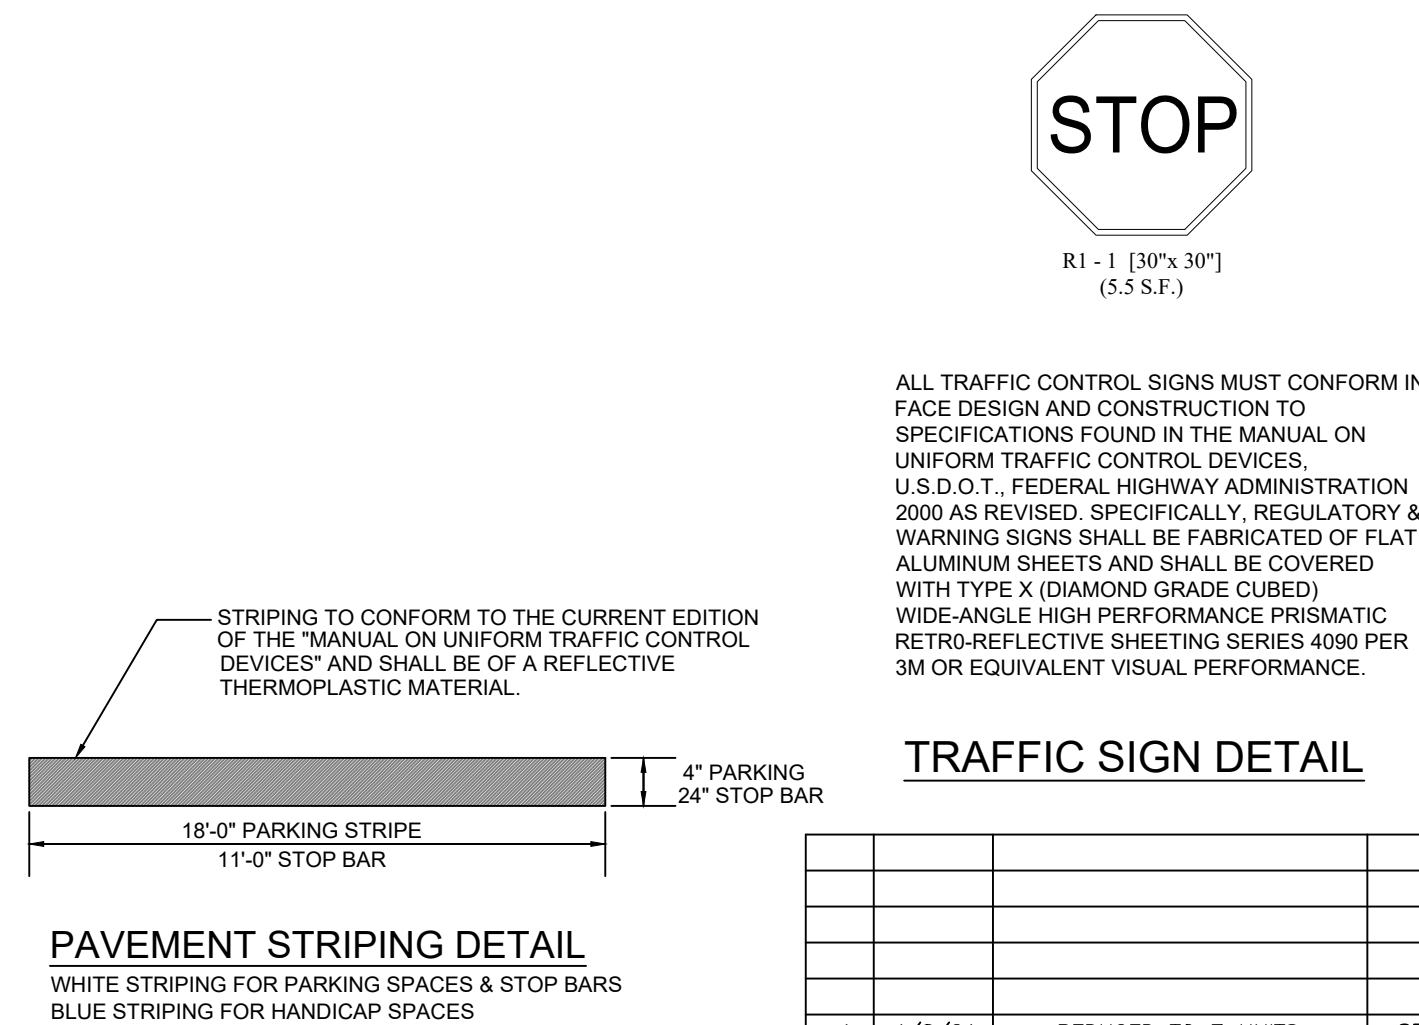 STOP
R1 - 1 [30"x 30"]
(5.5 S.F.)
ALL TRAFFIC CONTROL SIGNS MUST CONFORM IN
FACE DESIGN AND CONSTRUCTION TO
SPECIFICATIONS FOUND IN THE MANUAL ON
UNIFORM TRAFFIC CONTROL DEVICES,
U.S.D.O.T., FEDERAL HIGHWAY ADMINISTRATION
2000 AS REVISED. SPECIFICALLY, REGULATORY &
WARNING SIGNS SHALL BE FABRICATED OF FLAT
ALUMINUM SHEETS AND SHALL BE COVERED
WITH TYPE X (DIAMOND GRADE CUBED)
WIDE-ANGLE HIGH PERFORMANCE PRISMATIC
RETR0-REFLECTIVE SHEETING SERIES 4090 PER
3M OR EQUIVALENT VISUAL PERFORMANCE.
TRAFFIC SIGN DETAIL
STRIPING TO CONFORM TO THE CURRENT EDITION
OF THE "MANUAL ON UNIFORM TRAFFIC CONTROL
DEVICES" AND SHALL BE OF A REFLECTIVE
THERMOPLASTIC MATERIAL.
4" PARKING
24" STOP BAR
18'-0" PARKING STRIPE
11'-0" STOP BAR
PAVEMENT STRIPING DETAIL
WHITE STRIPING FOR PARKING SPACES & STOP BARS
BLUE STRIPING FOR HANDICAP SPACES